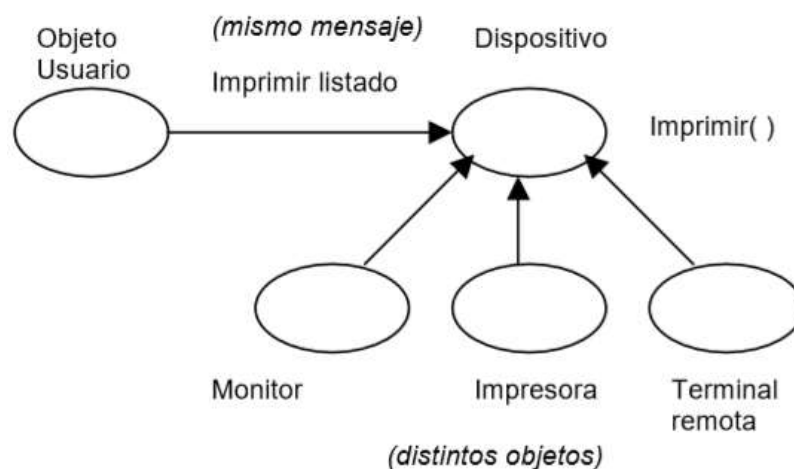 Objeto
Usuario
(mismo mensaje)
Imprimir listado
Dispositivo
Imprimir( )
Monitor
Impresora
Terminal
remota
(distintos objetos)